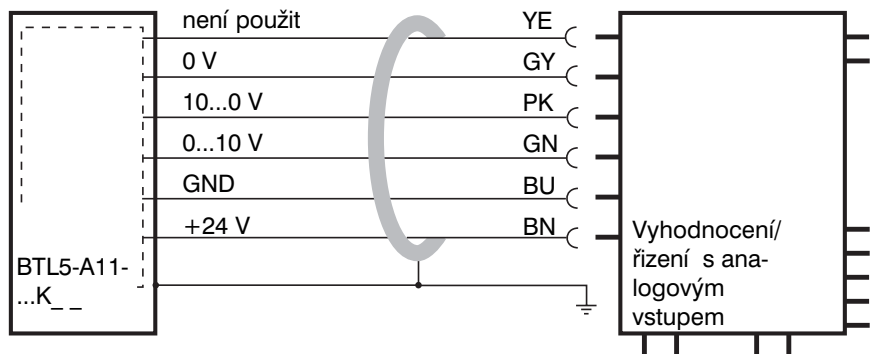 není použit YE
0 V GY
10...0 V PK
0...10 V GN
GND BU
+24 V BN
BTL5-A11-
...K_ _
Vyhodnocení/
řizení s ana-
logovým
vstupem